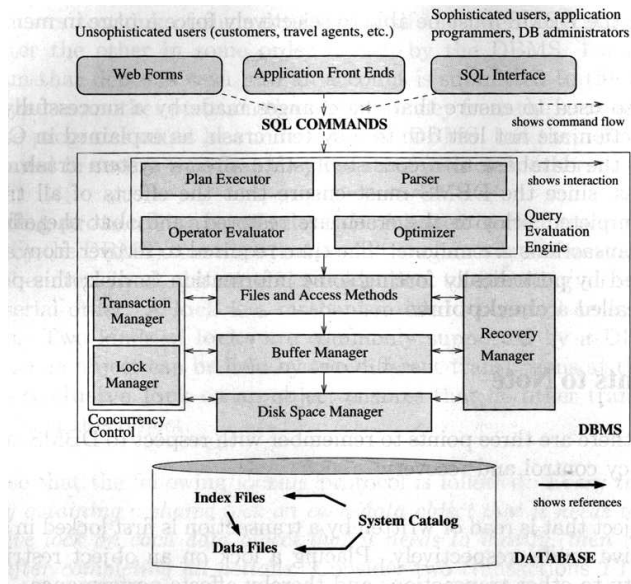 Sophisticated users, application
Unsophisticated users (customers, travel agents, etc.)
programmers, DB administrators
Web Forms
Application Front Ends
SQL Interface
SQL COMMANDS
shows command flow
Plan Executor
Parser
shows interaction
Operator Evaluator
Optimizer
Query
Evaluation
Engine
Transaction
Manager
Files and Access Methods
Recovery
Manager
Buffer Manager
Lock
Manager
Disk Space Manager
Concurrency
Control
DBMS
Index Files
shows references
System Catalog
Data Files
DATABASE